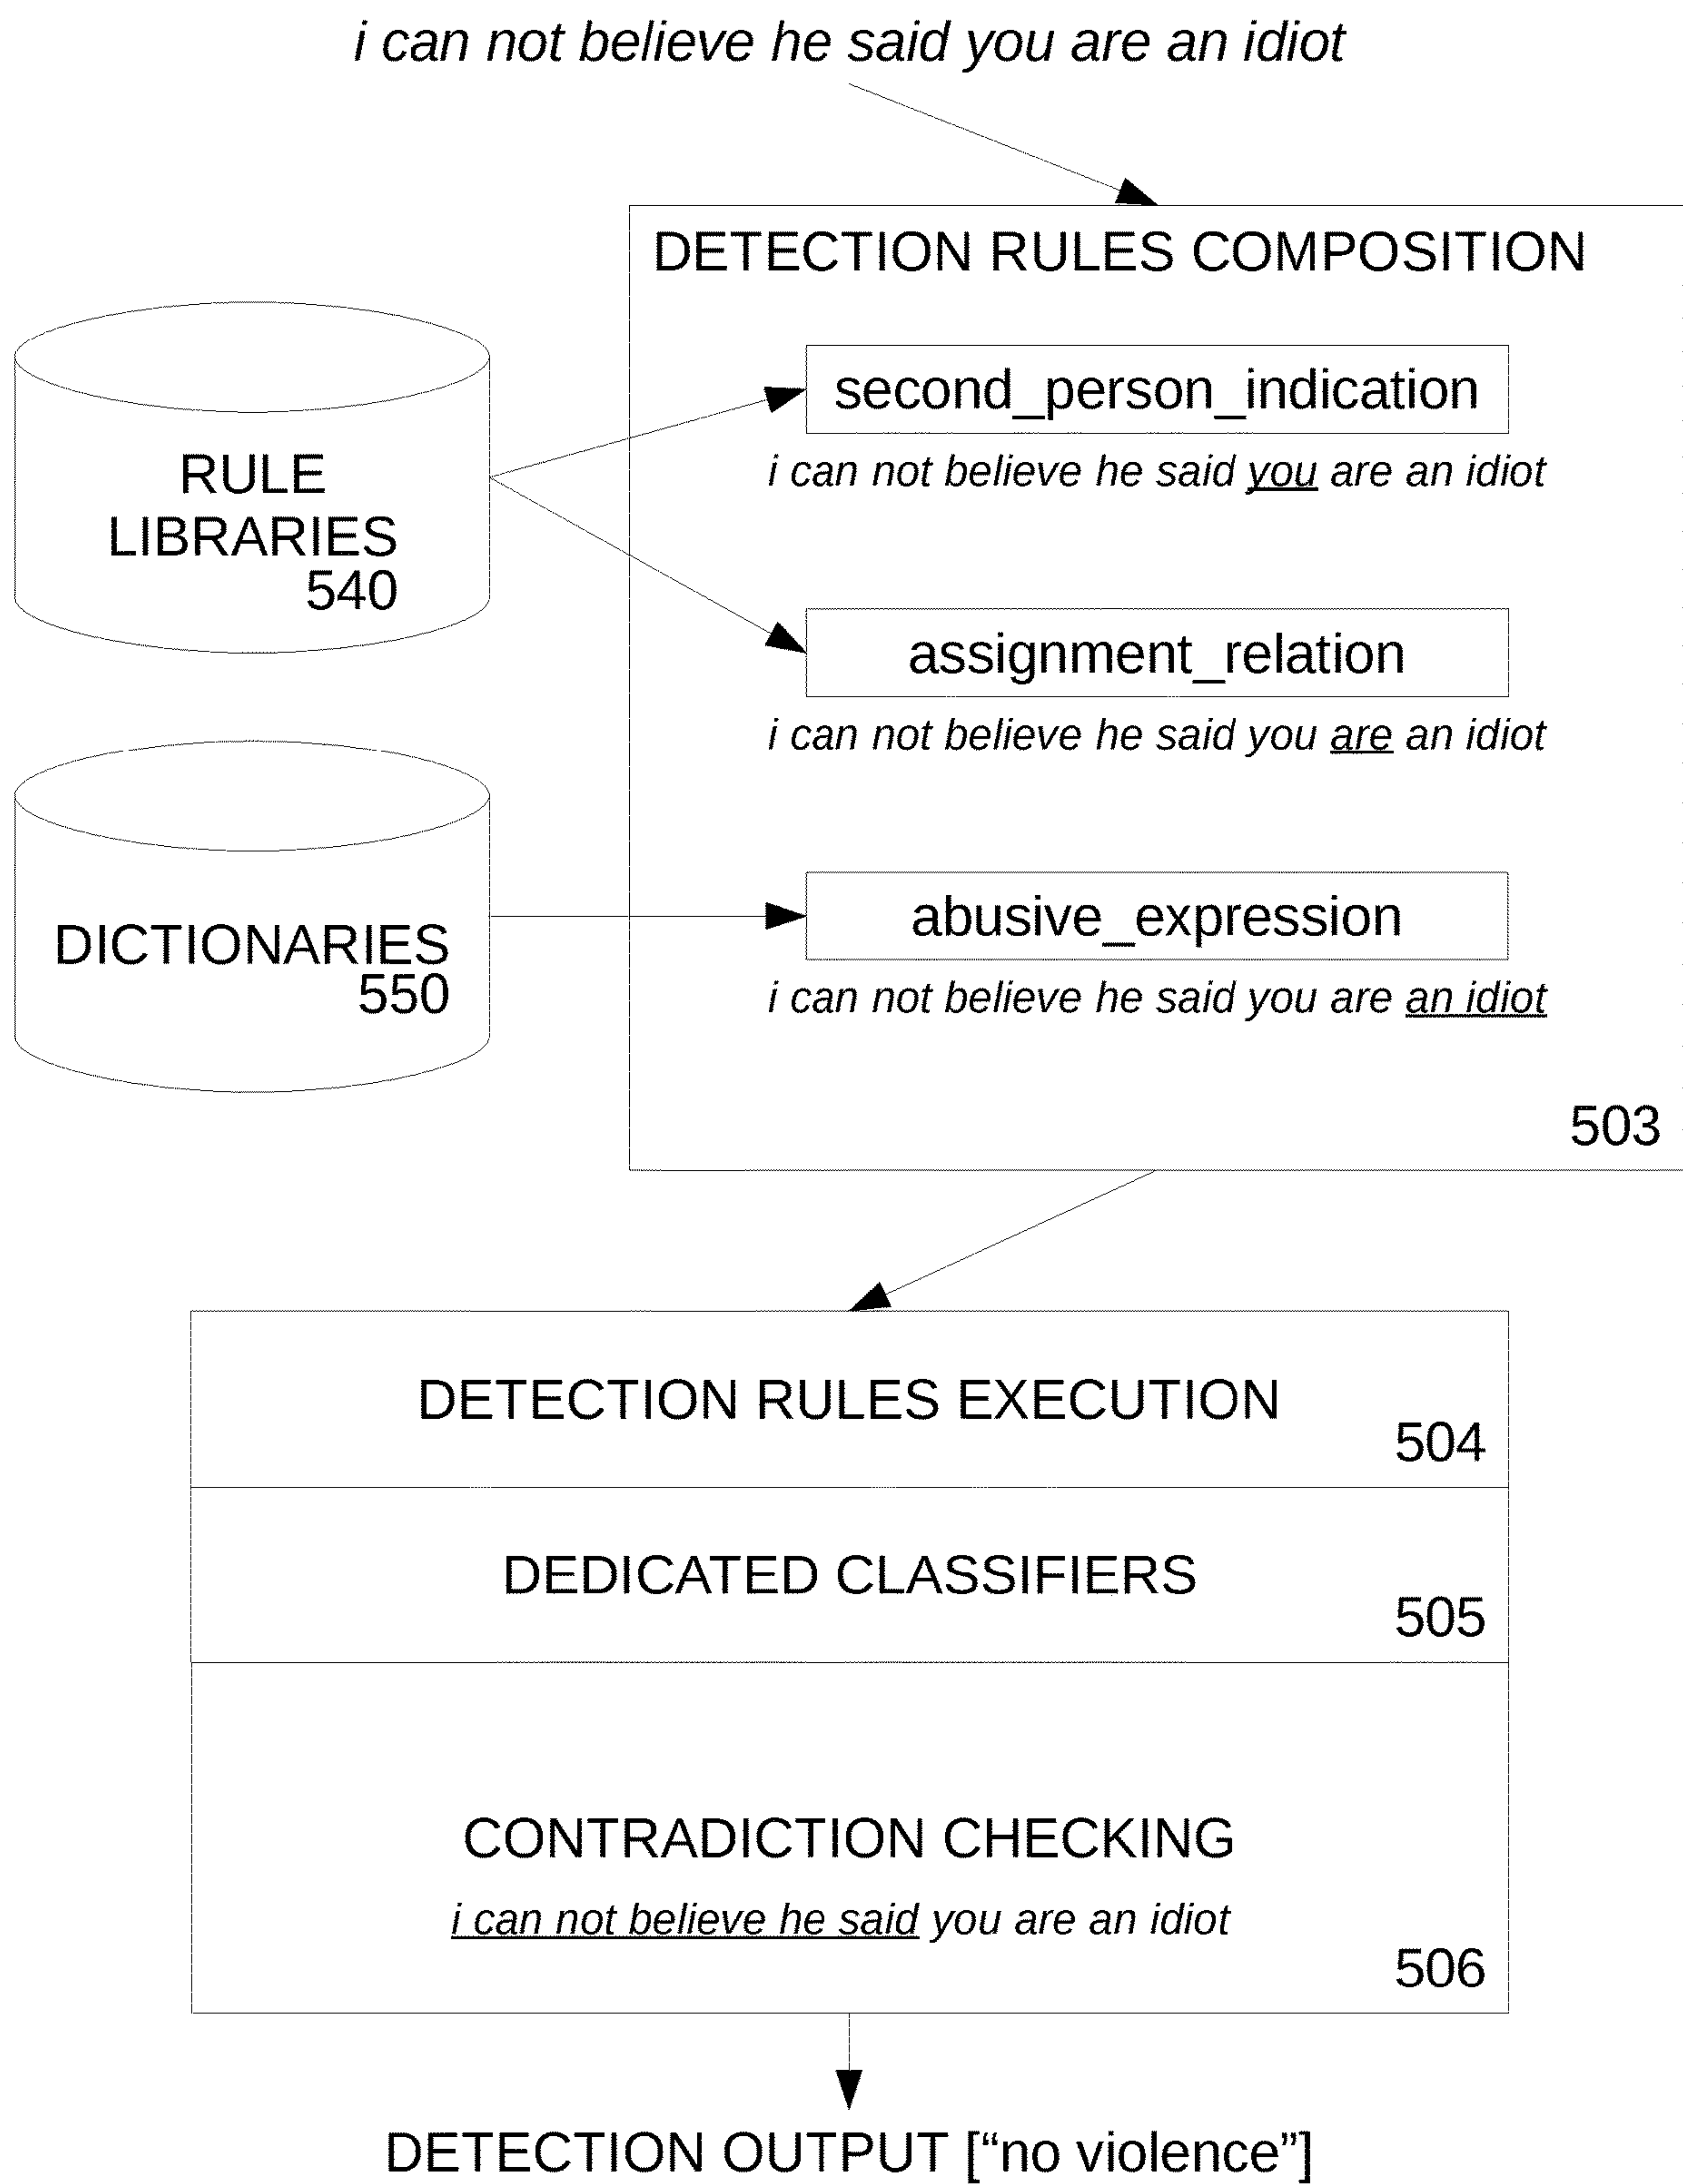 i can not believe he said you are an idiot
DETECTION RULES COMPOSITION
second_person_indication
i can not believe he said you are an idiot
RULE
LIBRARIES
540
assignment_relation
i can not believe he said you are an idiot
abusive_expression
i can not believe he said you are an idiot
DICTIONARIES
550
503
DETECTION RULES EXECUTION
504
DEDICATED CLASSIFIERS
505
CONTRADICTION CHECKING
i can not believe he said you are an idiot
506
DETECTION OUTPUT [“no violence”]